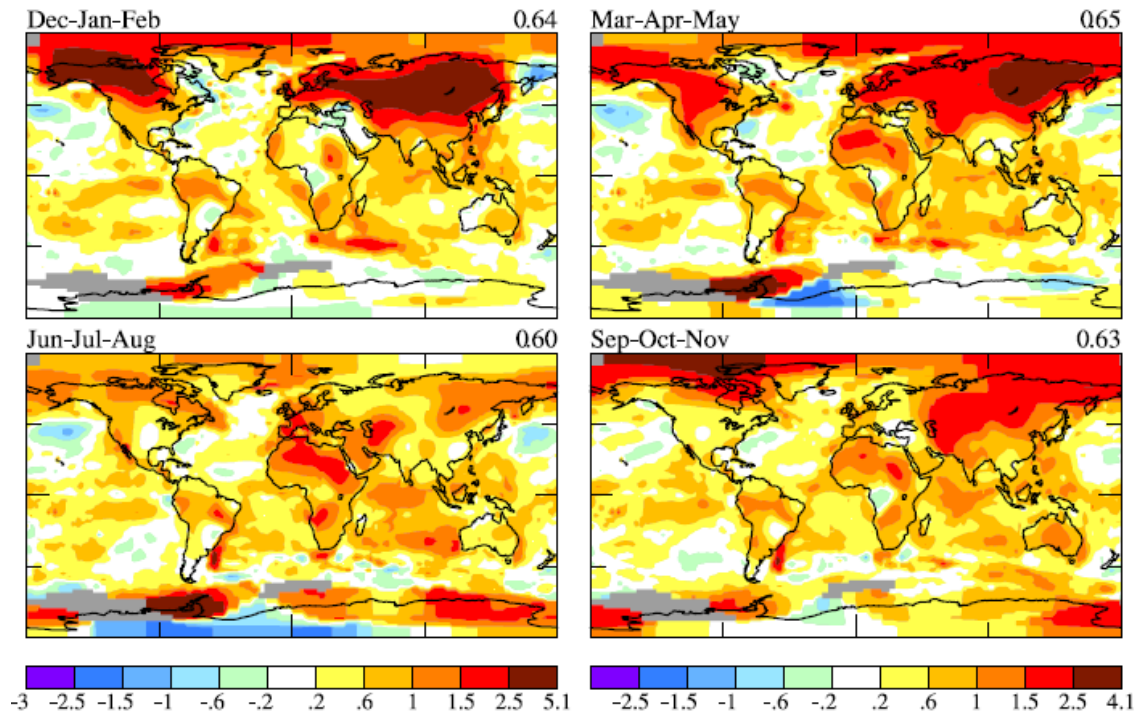 Dec-Jan-Feb 0.64
Mar-Apr-May 0.65
Jun-Jul-Aug 0.60
Sep-Oct-Nov 0.63
-3 -2.5 -1.5 -1 -.6 -.2 .2 .6 1 1.5 2.5 5.1
-2.5 -1.5 -1 -.6 -.2 .2 .6 1 1.5 2.5 4.1